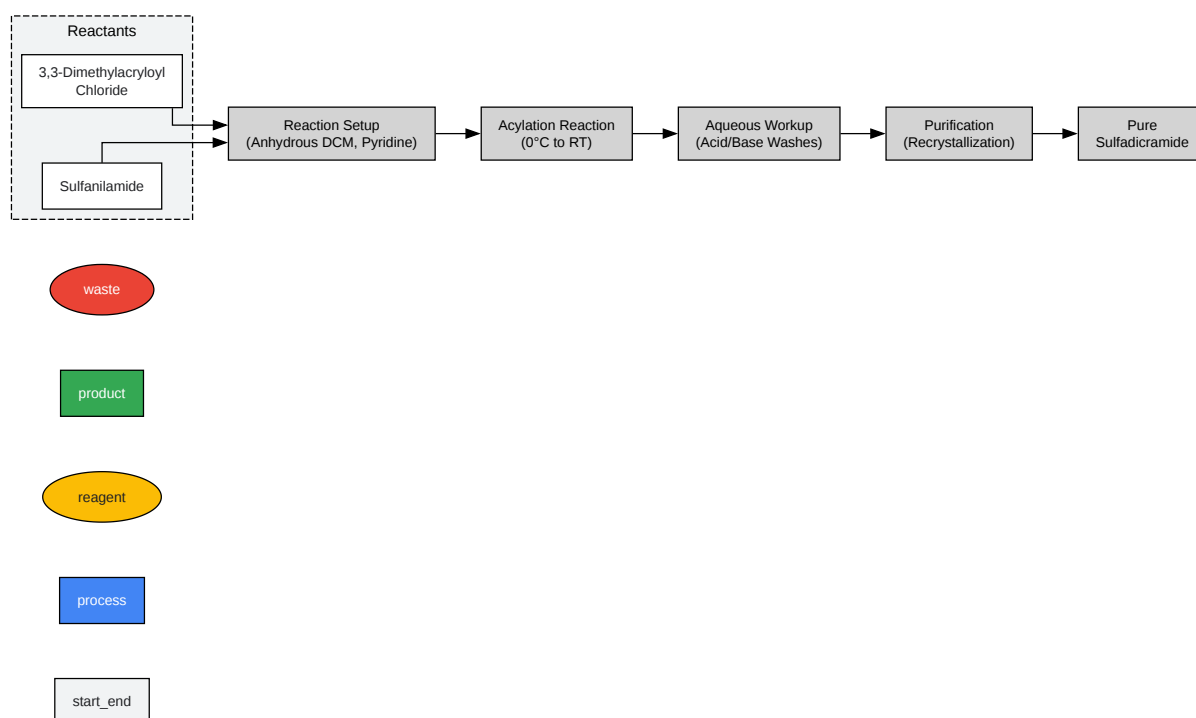 Reactants
3,3-Dimethylacryloyl
Chloride
Sulfanilamide
Reaction Setup
(Anhydrous DCM, Pyridine)
Acylation Reaction
(0°C to RT)
Aqueous Workup
(Acid/Base Washes)
Purification
(Recrystallization)
Pure
Sulfadicramide
waste
product
reagent
process
start_end